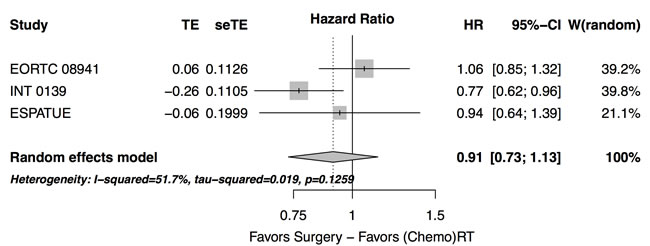 Study TE seTE Hazard Ratio HR 95%−CI W(random)
EORTC 08941 0.06 0.1126 1.06 [0.85; 1.32] 39.2%
INT 0139 −0.26 0.1105 0.77 [0.62; 0.96] 39.8%
ESPATUE −0.06 0.1999 0.94 [0.64; 1.39] 21.1%
Random effects model 0.91 [0.73; 1.13] 100%
Heterogeneity: I−squared=51.7%, tau−squared=0.019, p=0.1259
0.75 1 1.5
Favors Surgery − Favors (Chemo)RT